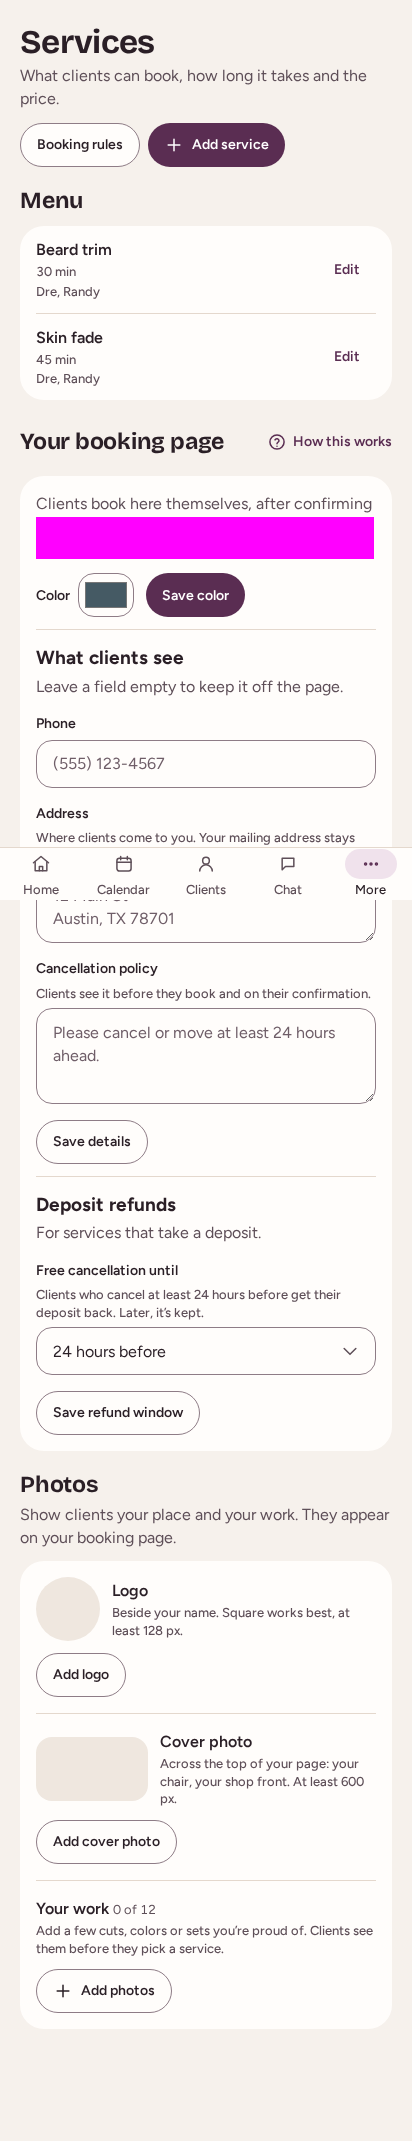 Services
What clients can book, how long it takes and the
price.
Booking rules
Add service
Menu
Beard trim
30 min
Dre, Randy
Edit
Skin fade
45 min
Dre, Randy
Edit
Your booking page
How this works
Clients book here themselves, after confirming
Color
Save color
What clients see
Leave a field empty to keep it off the page.
Phone
(555) 123-4567
Address
Where clients come to you. Your mailing address stays
Home
Calendar
Clients
Chat
More
Austin, TX 78701
Cancellation policy
Clients see it before they book and on their confirmation.
Please cancel or move at least 24 hours
ahead.
Save details
Deposit refunds
For services that take a deposit.
Free cancellation until
Clients who cancel at least 24 hours before get their
deposit back. Later, it’s kept.
24 hours before
Save refund window
Photos
Show clients your place and your work. They appear
on your booking page.
Logo
Beside your name. Square works best, at
least 128 px.
Add logo
Cover photo
Across the top of your page: your
chair, your shop front. At least 600
px.
Add cover photo
Your work 0 of 12
Add a few cuts, colors or sets you’re proud of. Clients see
them before they pick a service.
Add photos